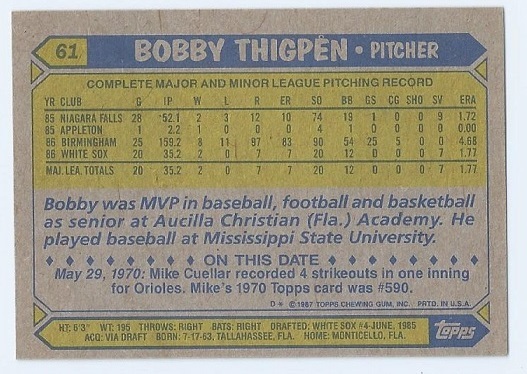 61 BOBBY THIGPEN • PITCHER
COMPLETE MAJOR AND MINOR LEAGUE PITCHING RECORD
YR CLUB G IP W L R ER SO BB GS CG SHO SV ERA
85 NIAGARA FALLS 28 *52.1 2 3 12 10 74 19 1 0 0 9 1.72
85 APPLETON 1 2.2 1 0 0 0 4 1 0 0 0 0 0.00
86 BIRMINGHAM 25 159.2 8 11 97 83 90 54 25 5 0 0 4.68
86 WHITE SOX 20 35.2 2 0 7 7 20 12 0 0 0 7 1.77
MAJ. LEA. TOTALS 20 35.2 2 0 7 7 20 12 0 0 0 7 1.77
Bobby was MVP in baseball, football and basketball
as senior at Aucilla Christian (Fla.) Academy. He
played baseball at Mississippi State University.
ON THIS DATE
May 29, 1970: Mike Cuellar recorded 4 strikeouts in one inning
for Orioles. Mike's 1970 Topps card was #590.
D* © 1987 TOPPS CHEWING GUM, INC. PRTD. IN U.S.A.
HT: 6'3" WT: 195 THROWS: RIGHT BATS: RIGHT DRAFTED: WHITE SOX #4-JUNE, 1985
ACQ: VIA DRAFT BORN: 7-17-63, TALLAHASSEE, FLA. HOME: MONTICELLO, FLA.
topps